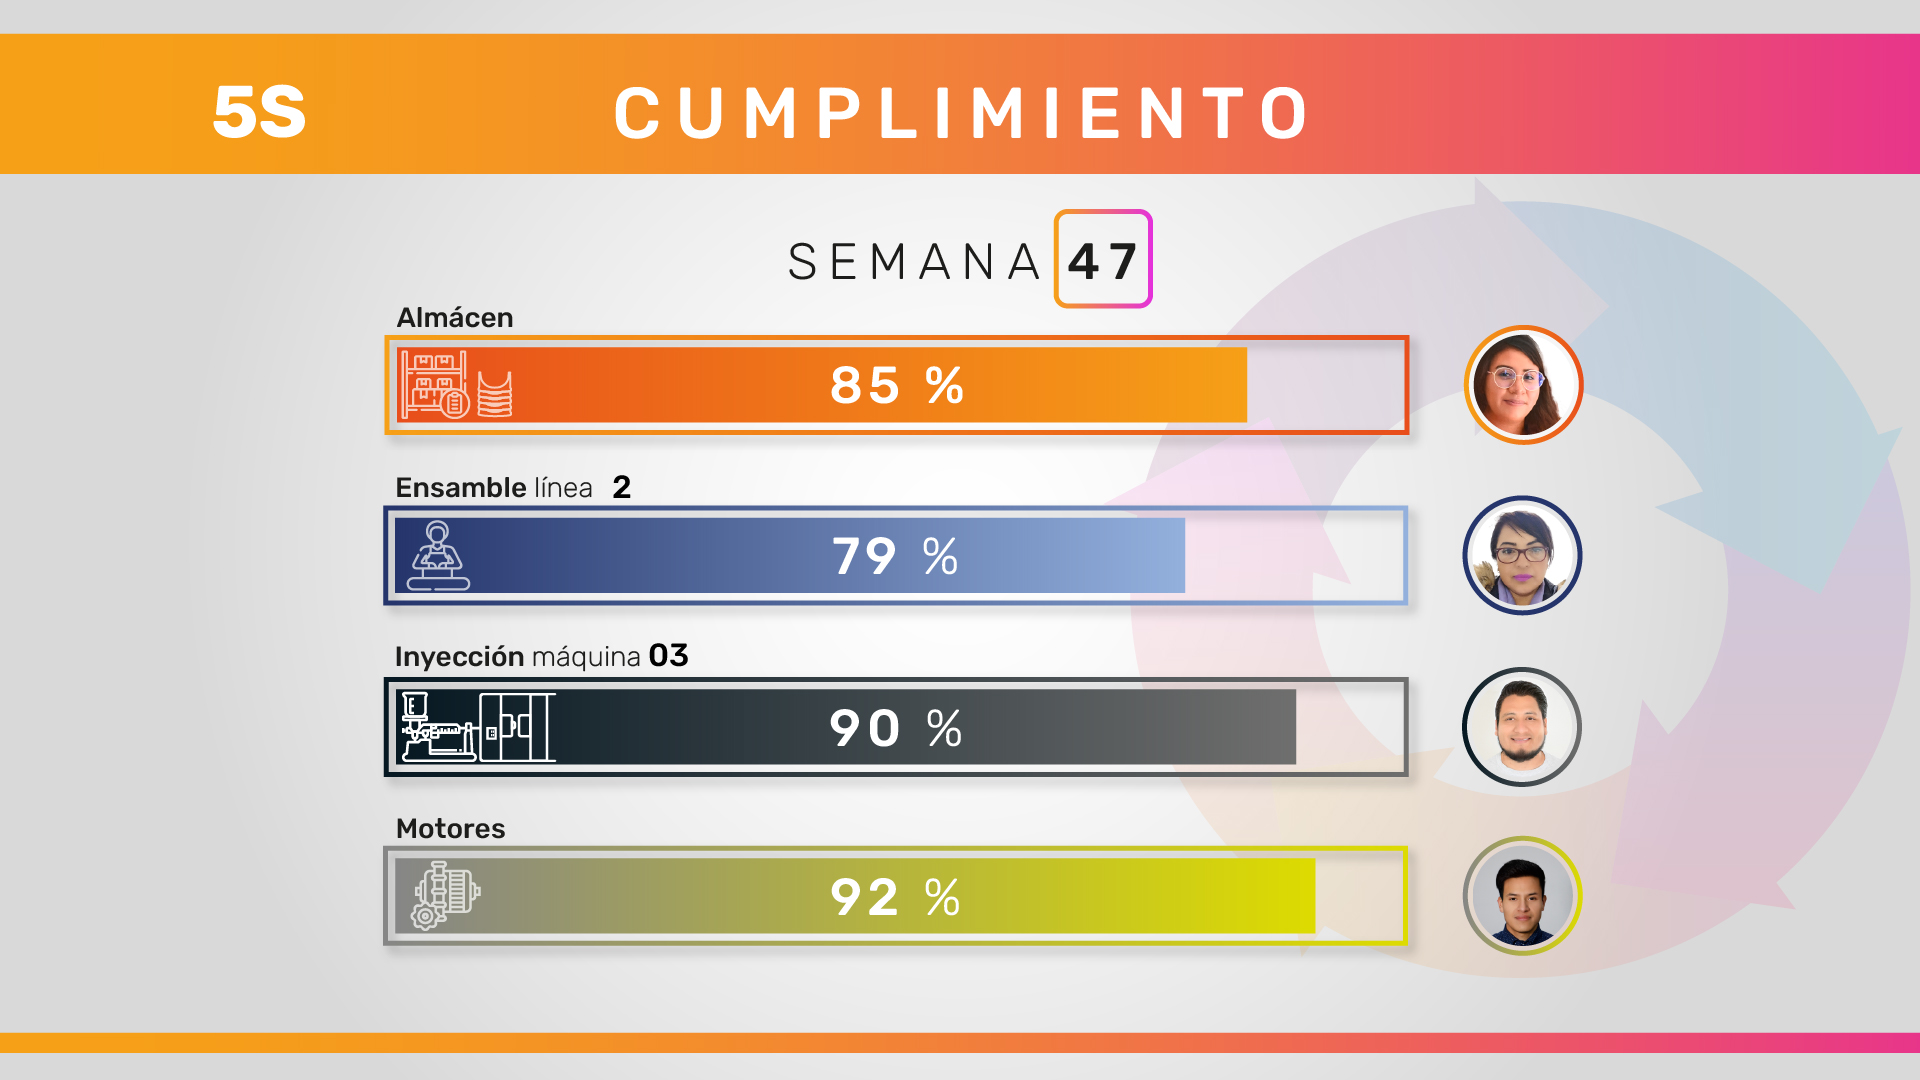 5S CUMPLIMIENTO
SEMANA 47
Almácen
85 %
Ensamble línea 2
79 %
Inyección máquina 03
90 %
Motores
92 %